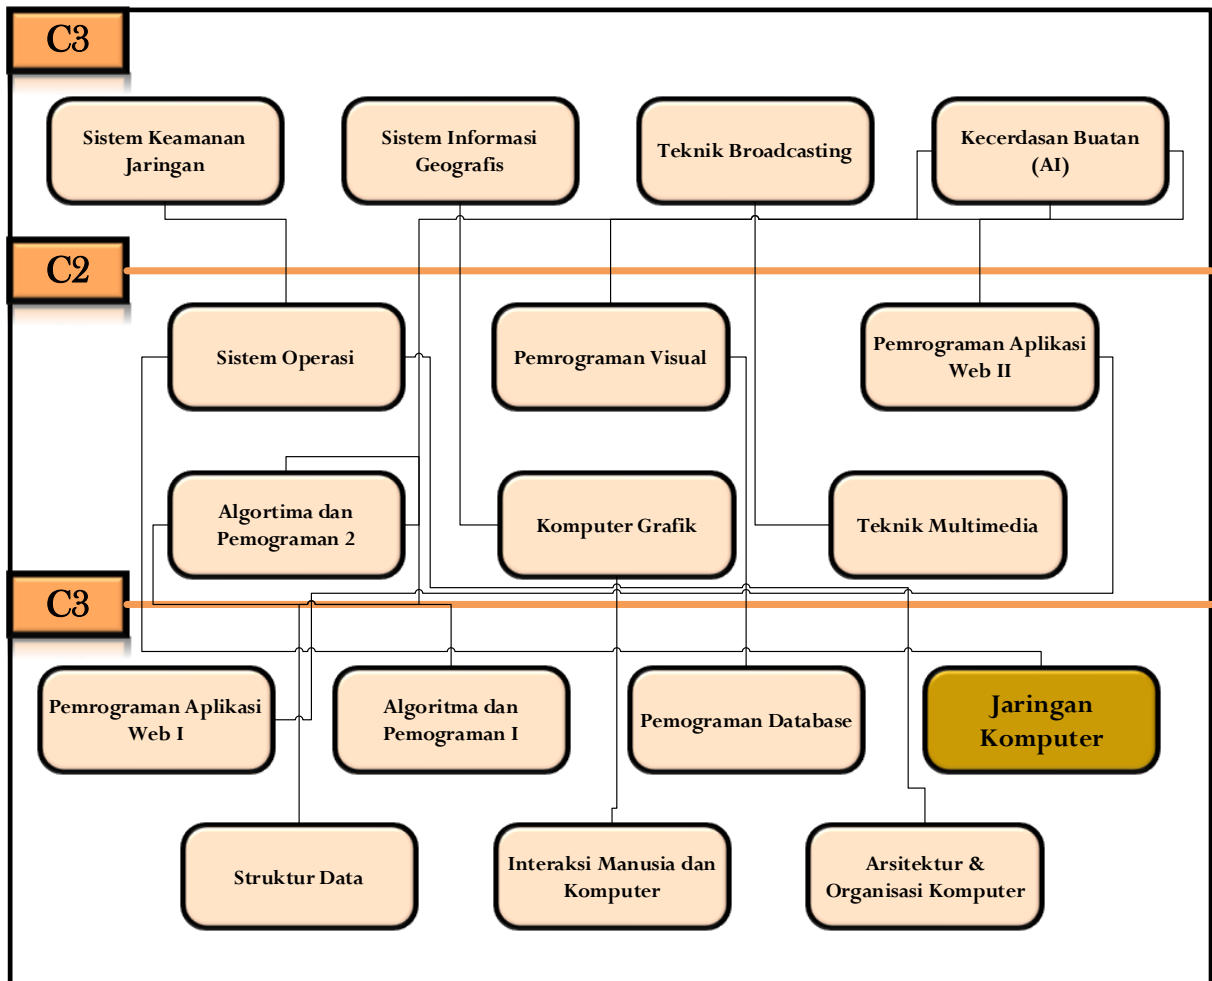 C3
Sistem Keamanan
Jaringan
Sistem Informasi
Geografis
Teknik Broadcasting
Kecerdasan Buatan
(AI)
C2
Sistem Operasi
Pemrograman Visual
Pemrograman Aplikasi
Web II
Algortima dan
Pemograman 2
Komputer Grafik
Teknik Multimedia
C3
Pemrograman Aplikasi
Web I
Algoritma dan
Pemograman I
Pemograman Database
Jaringan
Komputer
Struktur Data
Interaksi Manusia dan
Komputer
Arsitektur &
Organisasi Komputer